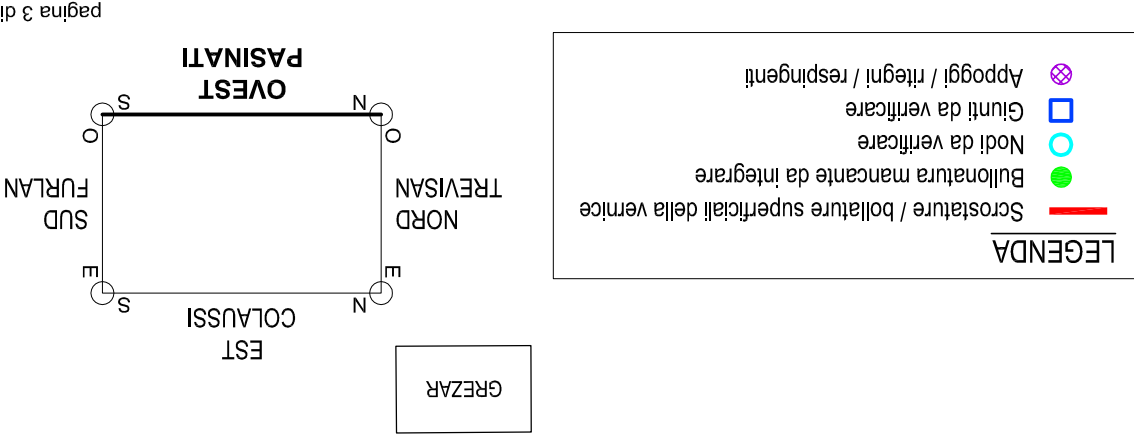 GREZAR
EST
COLAUSSI
LEGENDA
Scrostature / bollature superficiali della vernice
Bullonatura mancante da integrare
Nodi da verificare
Giunti da verificare
Appoggi / ritegni / respingenti
N
S
E
E
NORD
TREVISAN
SUD
FURLAN
O
O
N
S
OVEST
PASINATI
pagina 3 di